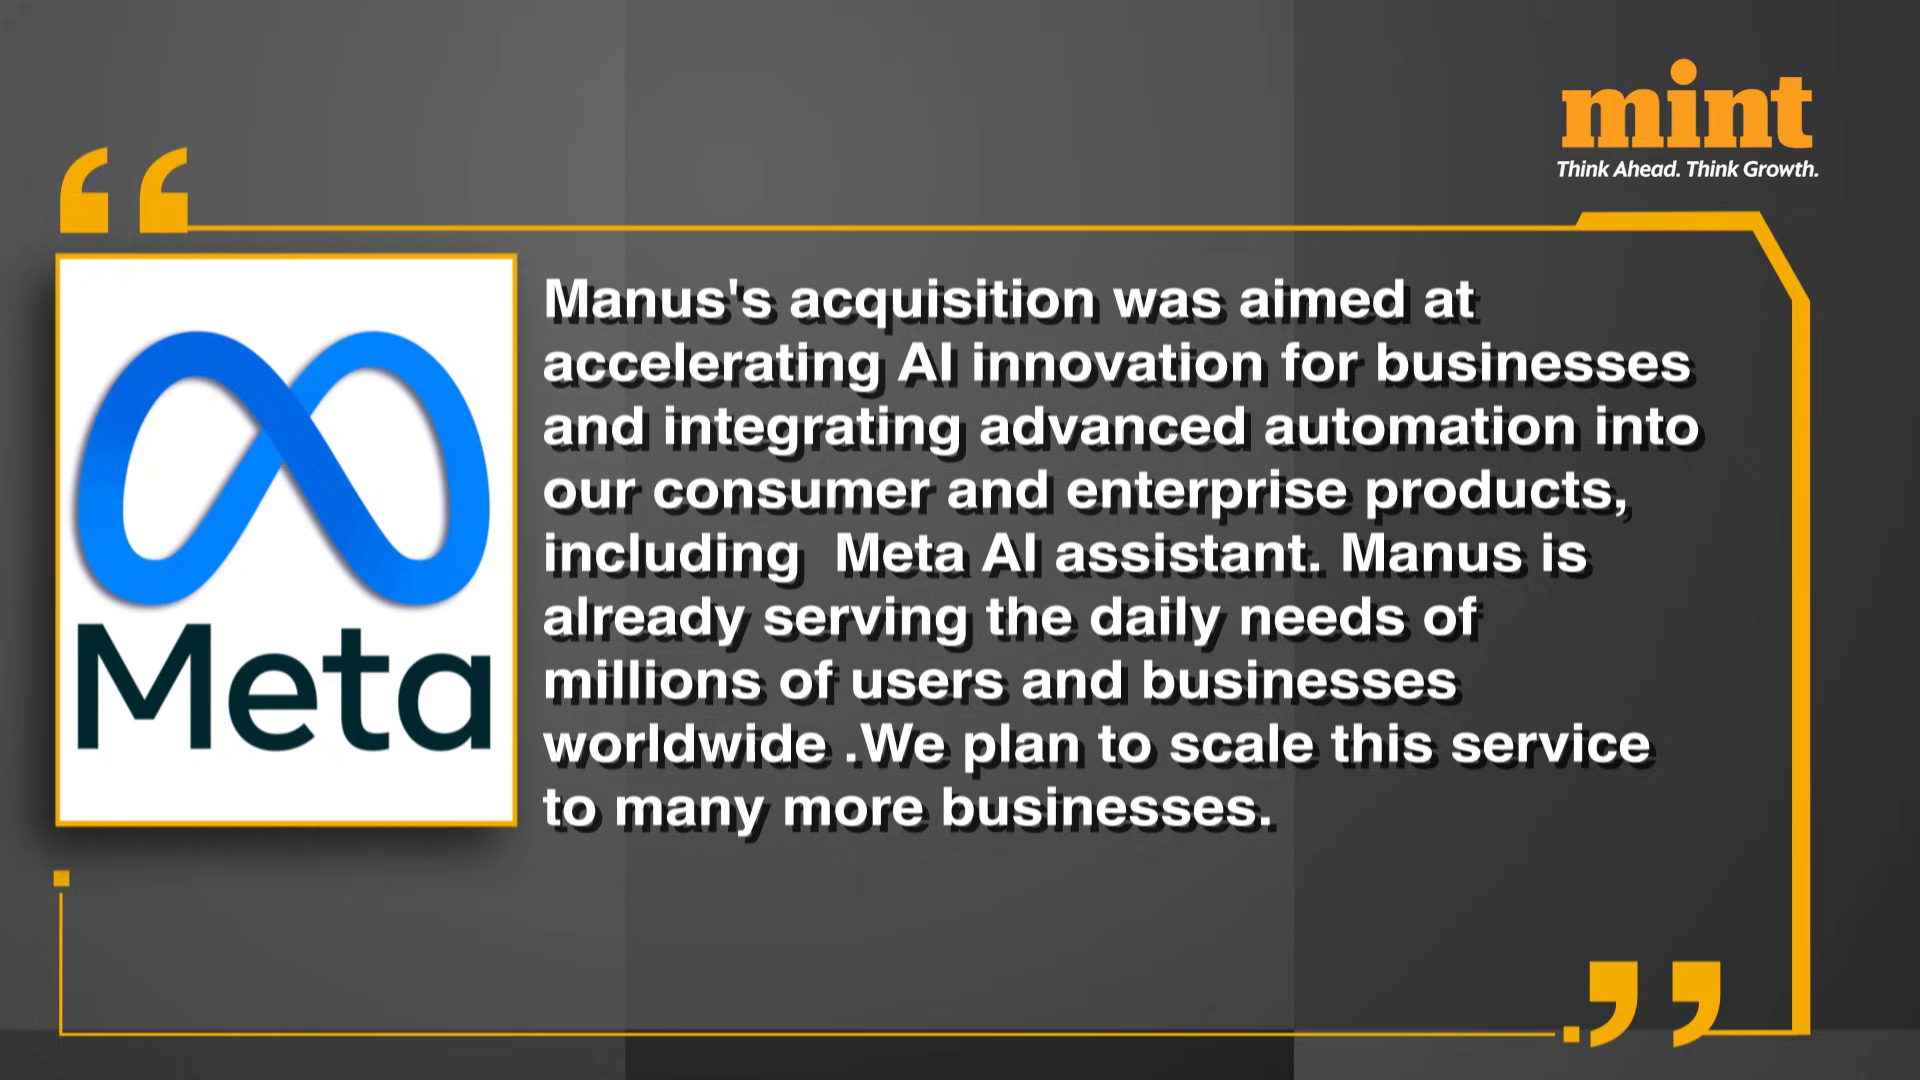 mint
Think Ahead. Think Growth.
Meta
Manus's acquisition was aimed at
accelerating AI innovation for businesses
and integrating advanced automation into
our consumer and enterprise products,
including  Meta AI assistant. Manus is
already serving the daily needs of
millions of users and businesses
worldwide .We plan to scale this service
to many more businesses.